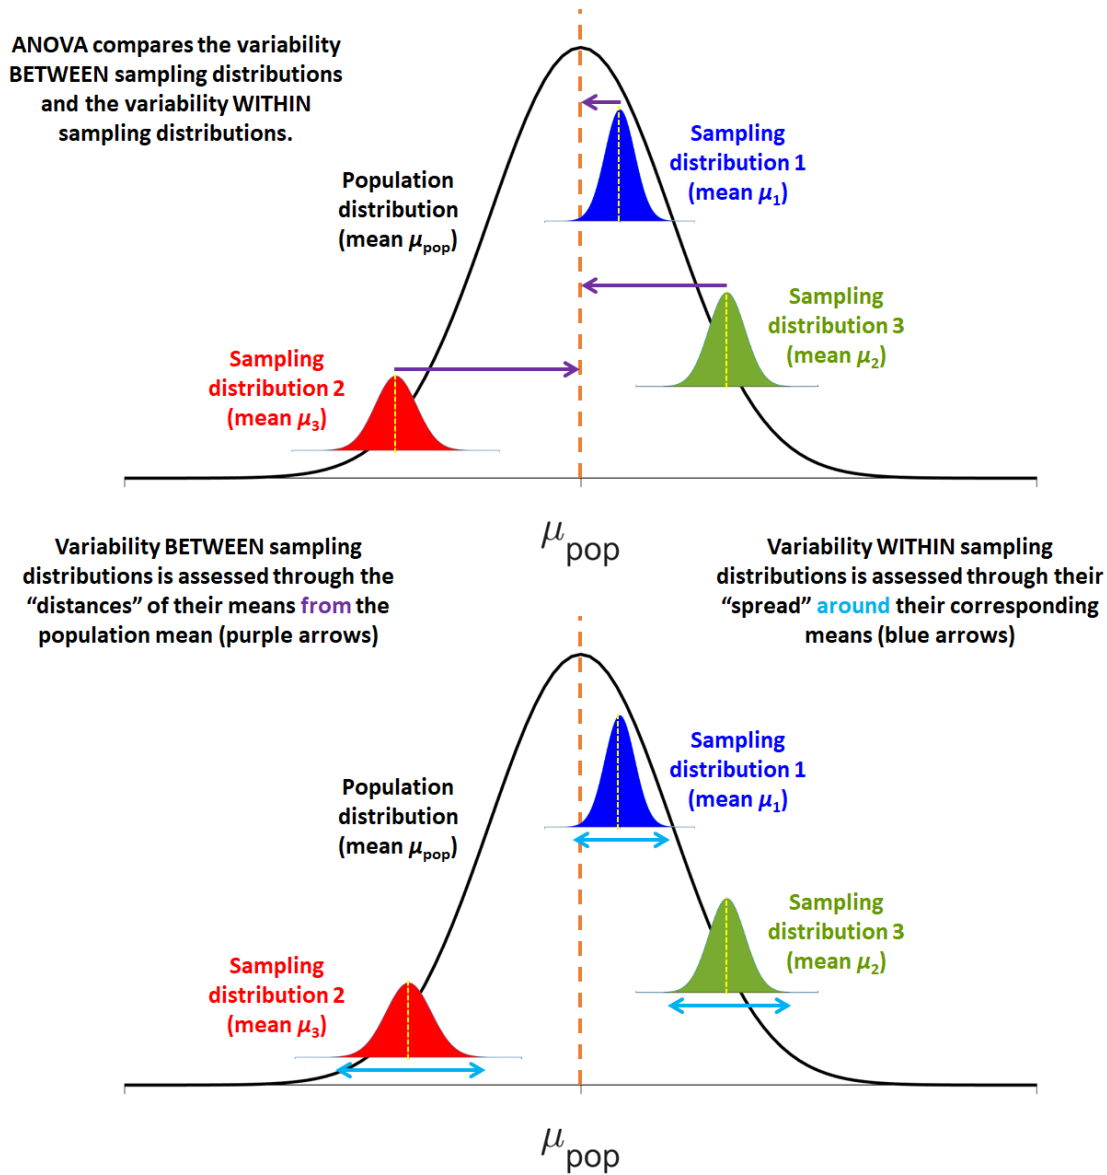 ANOVA compares the variability
BETWEEN sampling distributions
and the variability WITHIN
sampling distributions.
Sampling
distribution 1
(mean μ1)
Population
distribution
(mean μpop)
Sampling
distribution 3
(mean μ2)
Sampling
distribution 2
(mean μ3)
μpop
Variability BETWEEN sampling
distributions is assessed through the
“distances” of their means from the
population mean (purple arrows)
Variability WITHIN sampling
distributions is assessed through their
“spread” around their corresponding
means (blue arrows)
Sampling
distribution 1
(mean μ1)
Population
distribution
(mean μpop)
Sampling
distribution 3
(mean μ2)
Sampling
distribution 2
(mean μ3)
μpop